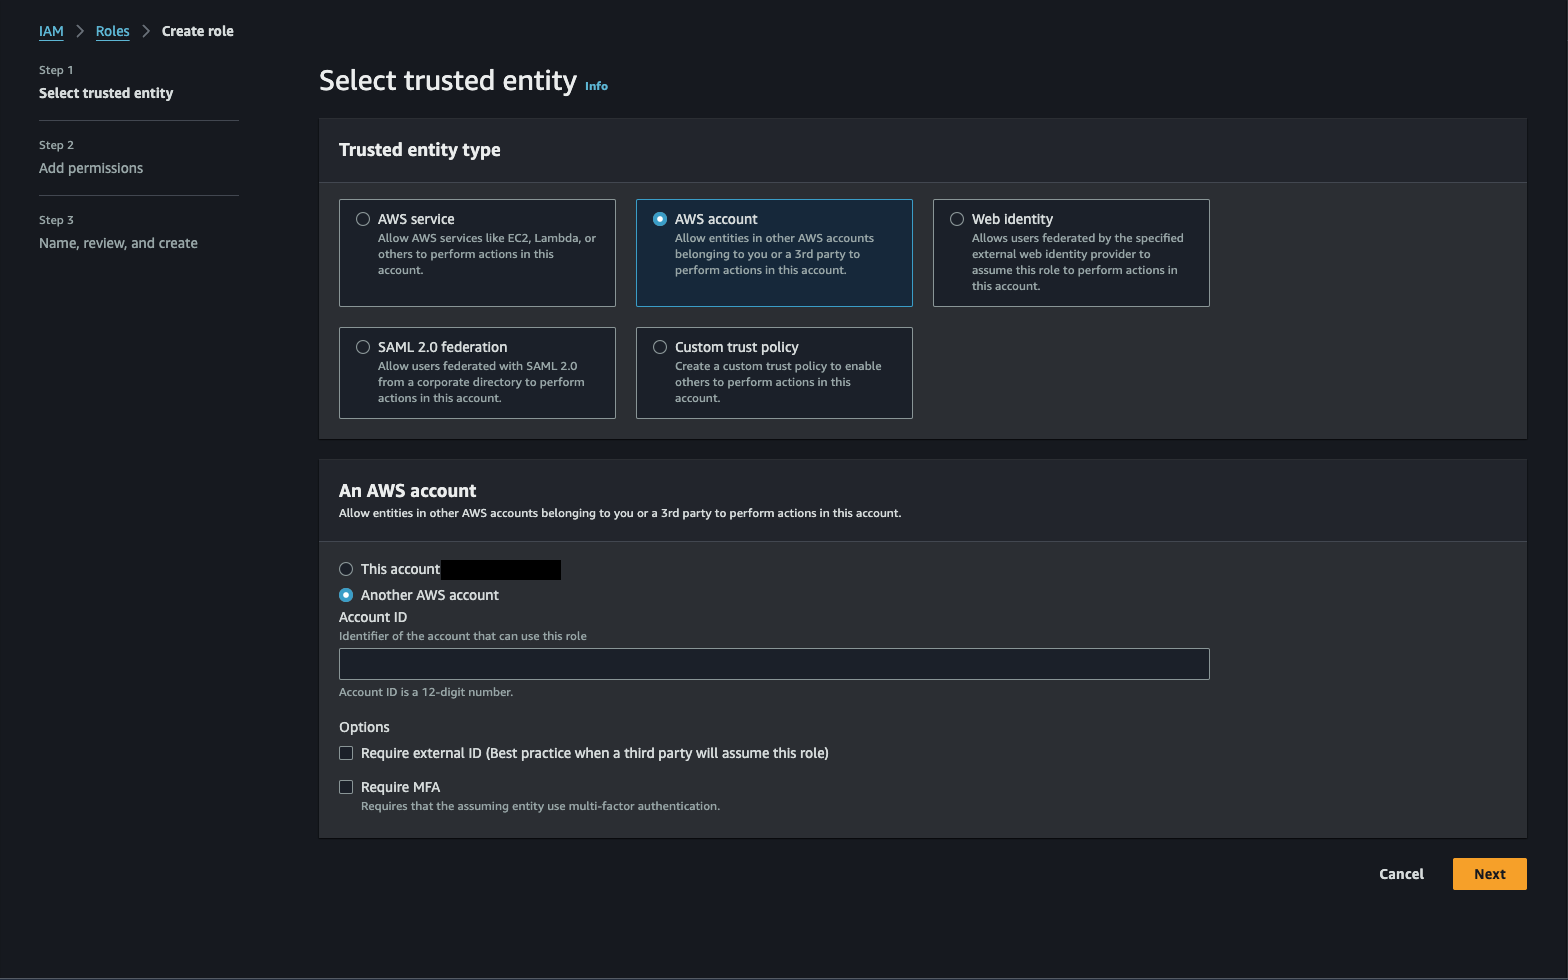 IAM > Roles > Create role
Step 1
Select trusted entity
Step 2
Add permissions
Step 3
Name, review, and create
Select trusted entity Info
Trusted entity type
AWS service
Allow AWS services like EC2, Lambda, or
others to perform actions in this
account.
AWS account
Allow entities in other AWS accounts
belonging to you or a 3rd party to
perform actions in this account.
Web identity
Allows users federated by the specified
external web identity provider to
assume this role to perform actions in
this account.
SAML 2.0 federation
Allow users federated with SAML 2.0
from a corporate directory to perform
actions in this account.
Custom trust policy
Create a custom trust policy to enable
others to perform actions in this
account.
An AWS account
Allow entities in other AWS accounts belonging to you or a 3rd party to perform actions in this account.
This account
Another AWS account
Account ID
Identifier of the account that can use this role
Account ID is a 12-digit number.
Options
Require external ID (Best practice when a third party will assume this role)
Require MFA
Requires that the assuming entity use multi-factor authentication.
Cancel
Next